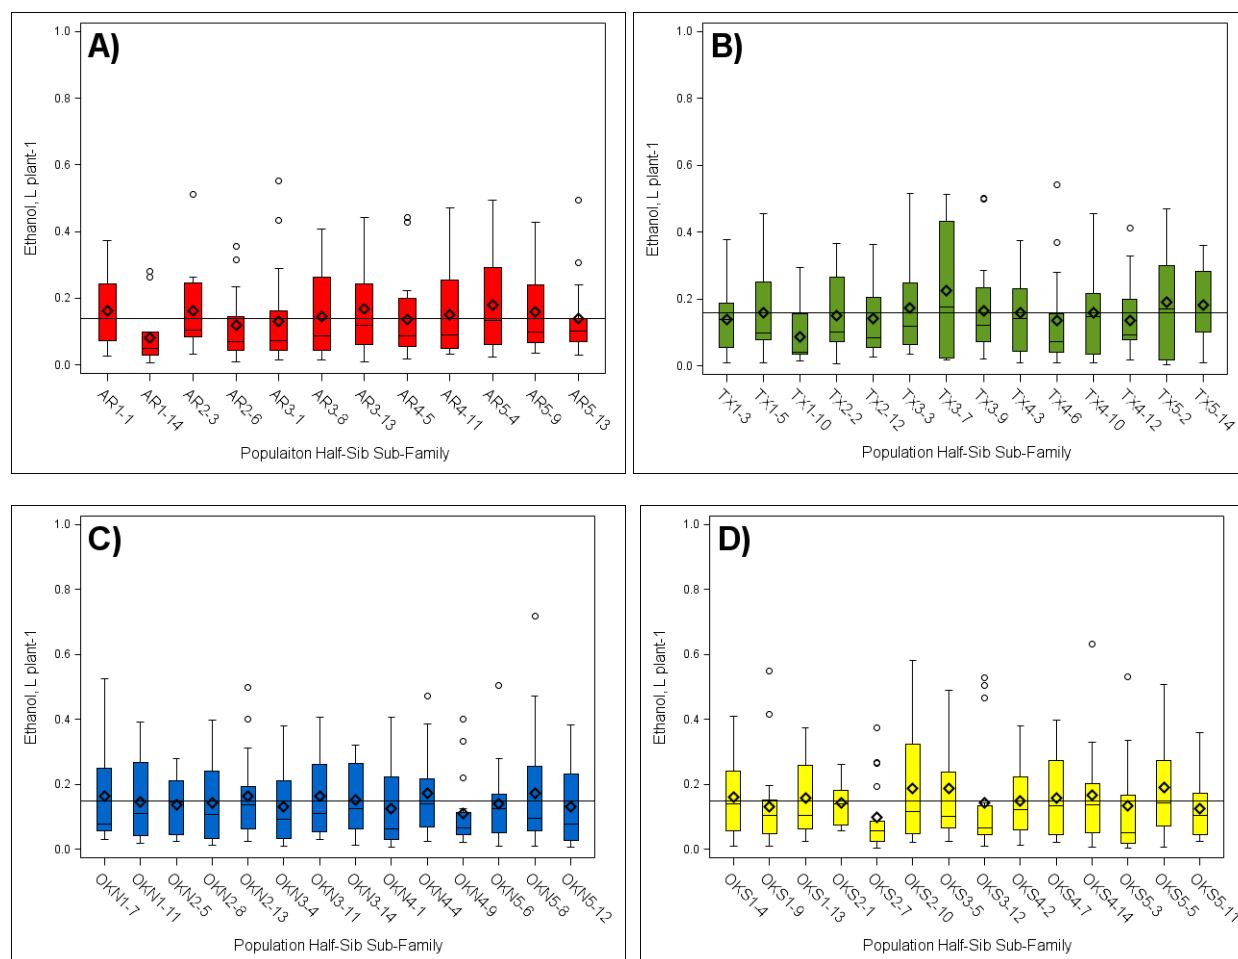 A)
1.0
0.8
0.6
0.4
0.2
0.0
Ethanol, L plant-1
AR1-1
AR1-14
AR2-3
AR2-6
AR3-1
AR3-8
AR3-13
AR4-5
AR4-11
AR5-4
AR5-9
AR5-13
Populaiton Half-Sib Sub-Family
B)
1.0
0.8
0.6
0.4
0.2
0.0
Ethanol, L plant-1
TX1-3
TX1-5
TX1-10
TX2-2
TX2-12
TX3-3
TX3-7
TX3-9
TX4-3
TX4-6
TX4-10
TX4-12
TX5-2
TX5-14
Population Half-Sib Sub-Family
C)
1.0
0.8
0.6
0.4
0.2
0.0
Ethanol, L plant-1
OKN1-7
OKN1-11
OKN2-5
OKN2-8
OKN2-13
OKN3-4
OKN3-11
OKN3-14
OKN4-1
OKN4-4
OKN4-9
OKN5-6
OKN5-8
OKN5-12
Population Half-Sib Sub-Family
D)
1.0
0.8
0.6
0.4
0.2
0.0
Ethanol, L plant-1
OKS1-4
OKS1-9
OKS1-13
OKS2-1
OKS2-7
OKS2-10
OKS3-5
OKS3-12
OKS4-2
OKS4-7
OKS4-14
OKS5-3
OKS5-5
OKS5-11
Population Half-Sib Sub-Family